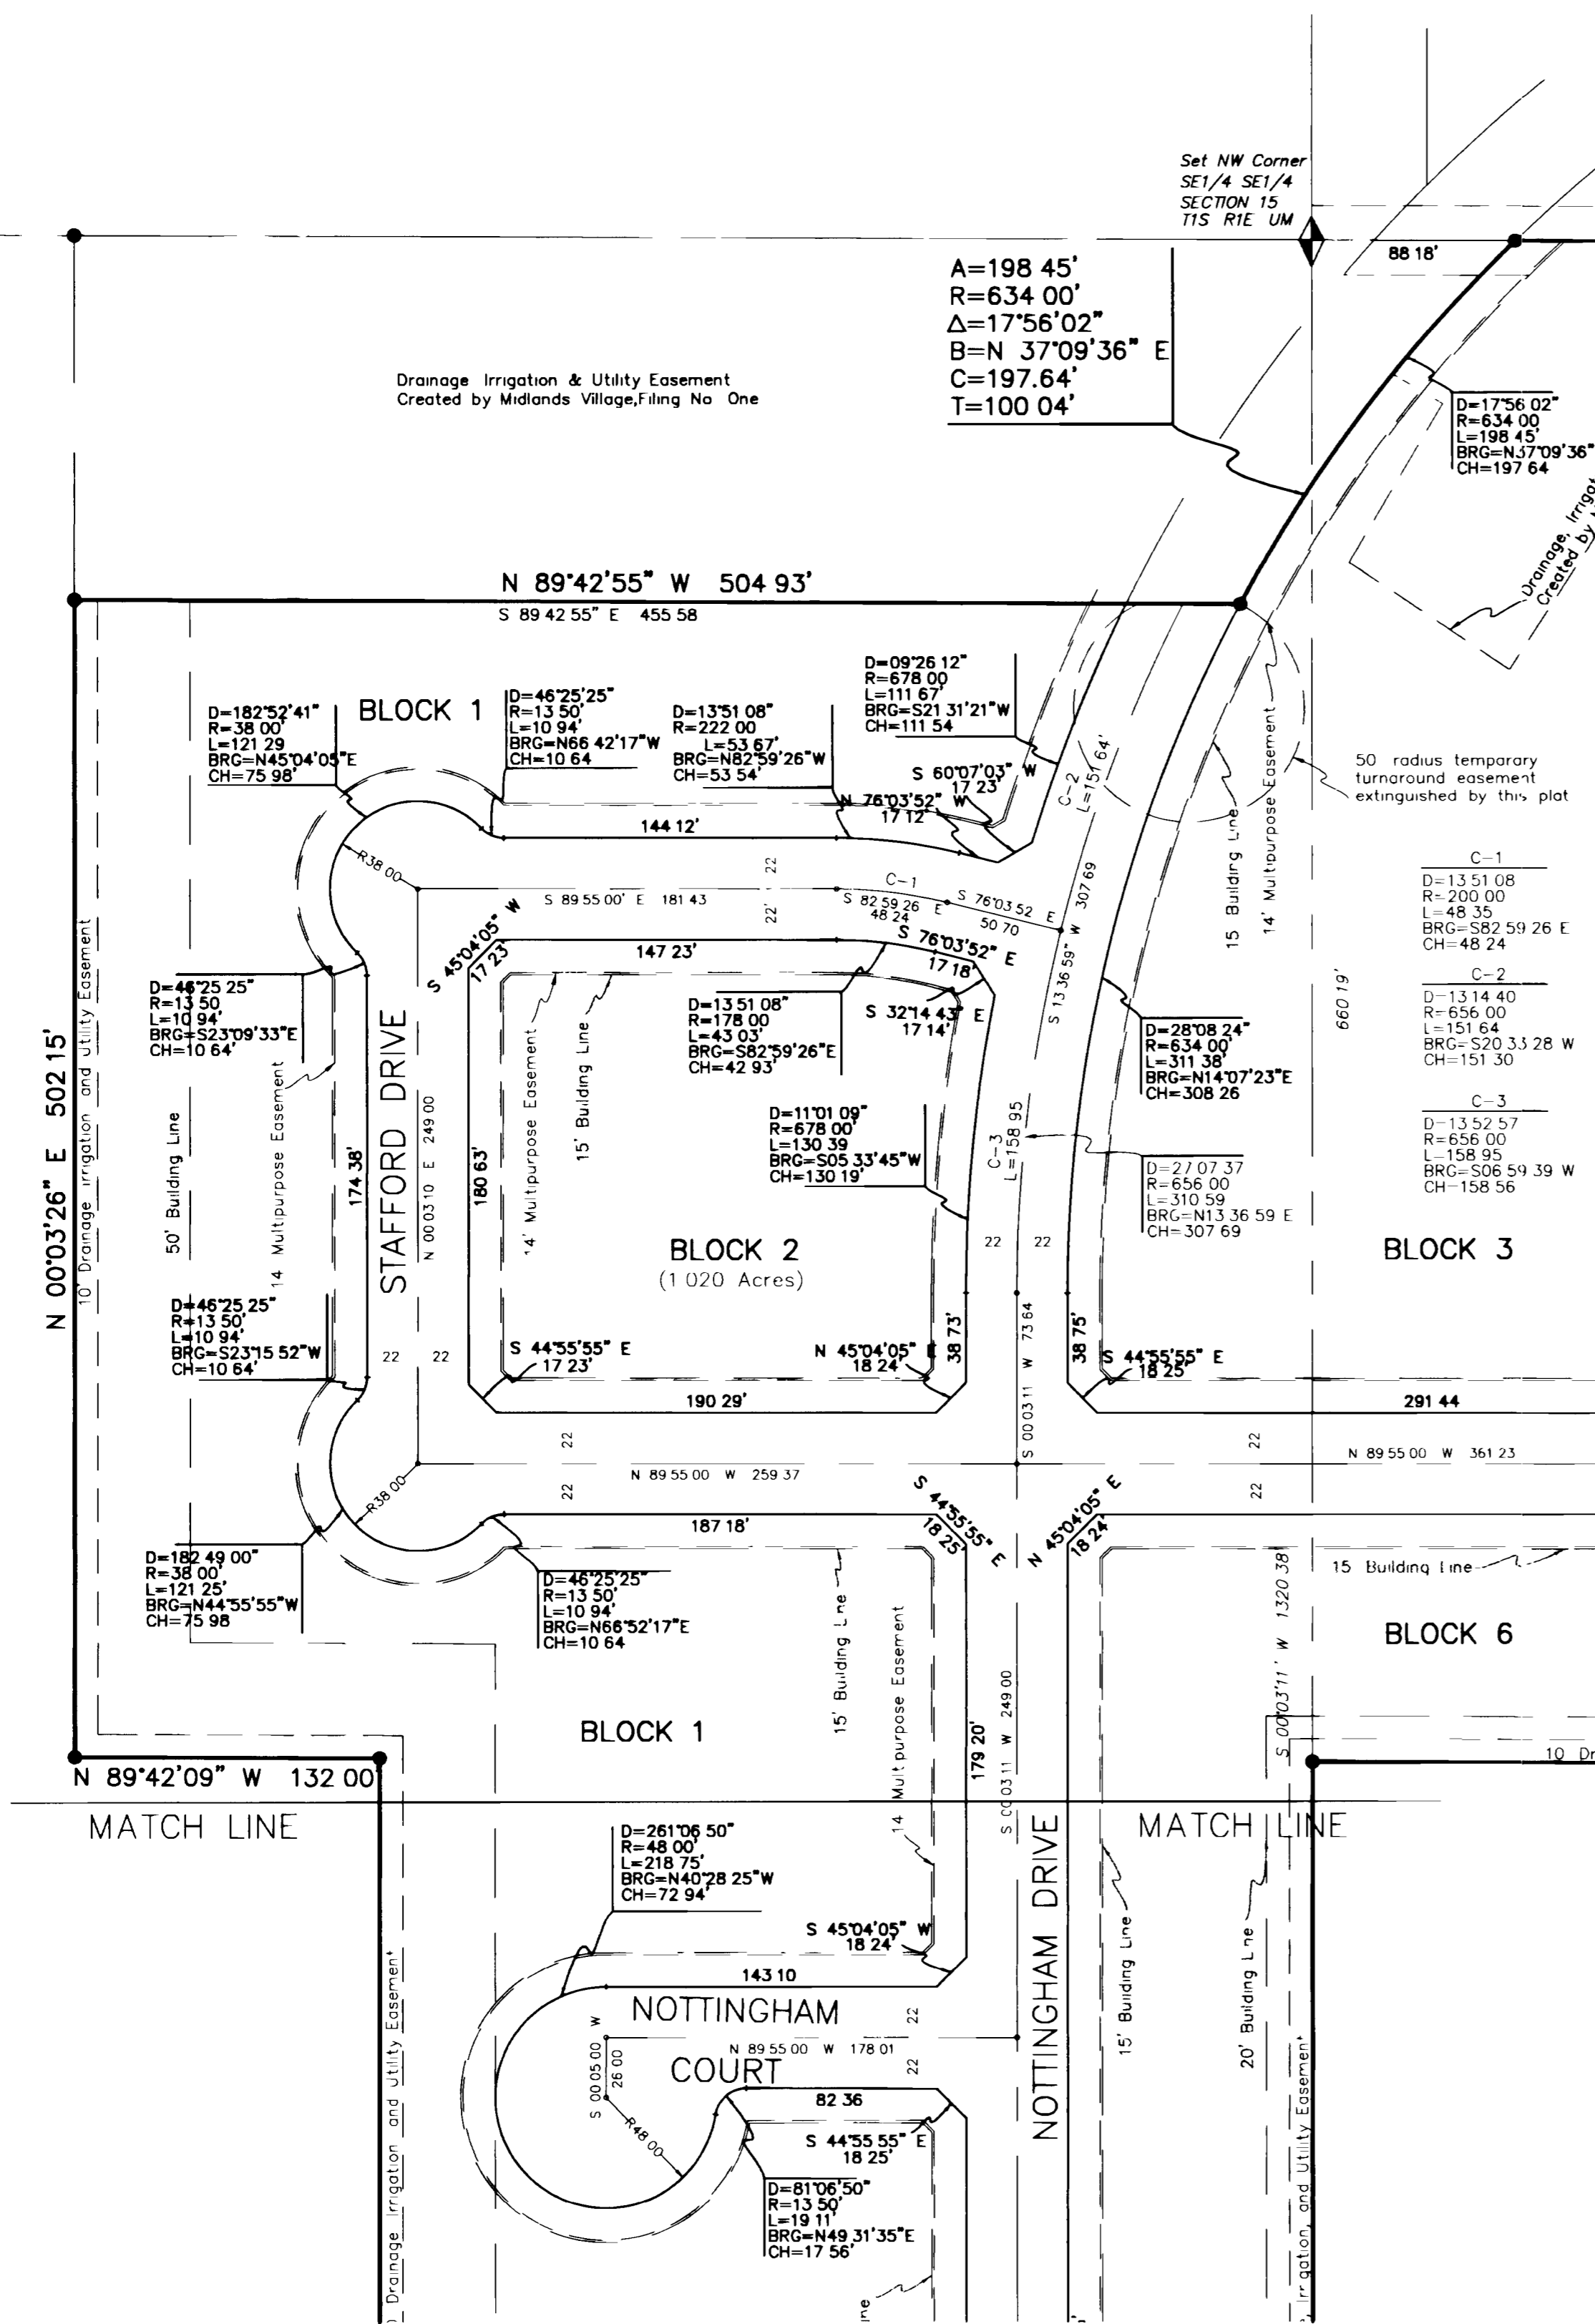 Set NW Corner
SE1/4 SE1/4
SECTION 15
T1S R1E UM
88 18'
A=198 45'
R=634 00'
Δ=17°56'02"
B=N 37°09'36" E
C=197.64'
T=100 04'
Drainage Irrigation & Utility Easement
Created by Midlands Village,Filing No One
D=17°56 02"
R=634 00
L=198 45'
BRG=N37°09'36"
CH=197 64
Drainage, Irrigat
Created by
N 89°42'55" W 504 93'
S 89 42 55" E 455 58
BLOCK 1
D=182°52'41"
R=38 00'
L=121 29
BRG=N45°04'05"E
CH=75 98'
D=46°25'25"
R=13 50'
L=10 94'
BRG=N66 42'17"W
CH=10 64
D=13°51 08"
R=222 00
L=53 67'
BRG=N82°59'26"W
CH=53 54'
D=09°26 12"
R=678 00
L=111 67'
BRG=S21 31'21"W
CH=111 54
S 60°07'03" W
17 23'
N 76°03'52" W
17 12'
C-2
L=151 64'
50 radius temporary
turnaround easement
extinguished by this plat
15 Building Line
14' Multipurpose Easement
144 12'
R38 00
22
22'
C-1
S 89 55 00' E 181 43
S 82 59 26 E
48 24
S 76°03 52 E
50 70
S 13 36 59" W 307 69
C-1
D=13 51 08
R=200 00
L=48 35
BRG=S82 59 26 E
CH=48 24
C-2
D=13 14 40
R=656 00
L=151 64
BRG=S20 33 28 W
CH=151 30
C-3
D=13 52 57
R=656 00
L=158 95
BRG=S06 59 39 W
CH=158 56
S 45°04'05" W
17 23
147 23'
S 76°03'52" E
17 18'
S 32°14 43" E
17 14'
660 19'
D=46°25 25"
R=13 50
L=10 94'
BRG=S23°09'33"E
CH=10 64'
D=13 51 08"
R=178 00
L=43 03'
BRG=S82°59'26"E
CH=42 93'
D=28°08 24"
R=634 00'
L=311 38'
BRG=N14°07'23"E
CH=308 26
N 00°03'26" E 502 15'
10' Drainage Irrigation and Utility Easement
50' Building Line
14 Multipurpose Easement
174 38'
STAFFORD DRIVE
N 00 03 10 E 249 00
180 63'
14' Multipurpose Easement
15' Building Line
D=11°01 09"
R=678 00'
L=130 39
BRG=S05 33'45"W
CH=130 19'
C-3
L=158 95
D=27 07 37
R=656 00
L=310 59
BRG=N13 36 59 E
CH=307 69
BLOCK 2
(1 020 Acres)
22 22
BLOCK 3
D=46°25 25"
R=13 50'
L=10 94'
BRG=S23°15 52"W
CH=10 64'
22 22
S 44°55'55" E
17 23'
N 45°04'05" E
18 24'
38 73'
S 00 03 11 W 73 64
38 75'
S 44°55'55" E
18 25'
190 29'
291 44
22
22
N 89 55 00 W 259 37
22
22
N 89 55 00 W 361 23
R38 00
187 18'
S 44°55'55" E
18 25'
N 45°04'05" E
18 24'
D=182 49 00"
R=38 00'
L=121 25'
BRG=N44°55'55"W
CH=75 98
D=46°25'25"
R=13 50'
L=10 94'
BRG=N66°52'17"E
CH=10 64
15' Building Line
14 Multipurpose Easement
15 Building Line
S 00°03'11' W 1320 38'
BLOCK 6
BLOCK 1
179 20'
S 00 03 11 W 249 00
N 89°42'09" W 132 00'
10 Dr
MATCH LINE
MATCH LINE
D=261°06 50"
R=48 00'
L=218 75'
BRG=N40°28 25"W
CH=72 94'
S 45°04'05" W
18 24'
NOTTINGHAM DRIVE
15' Building Line
20' Building Line
143 10
NOTTINGHAM
COURT
22
22
N 89 55 00 W 178 01
S 00 05 00 W
26 00
R48 00
82 36
S 44°55 55" E
18 25'
D=81°06'50"
R=13 50'
L=19 11'
BRG=N49 31'35"E
CH=17 56'
Drainage Irrigation and Utility Easement
Irrigation, and Utility Easement